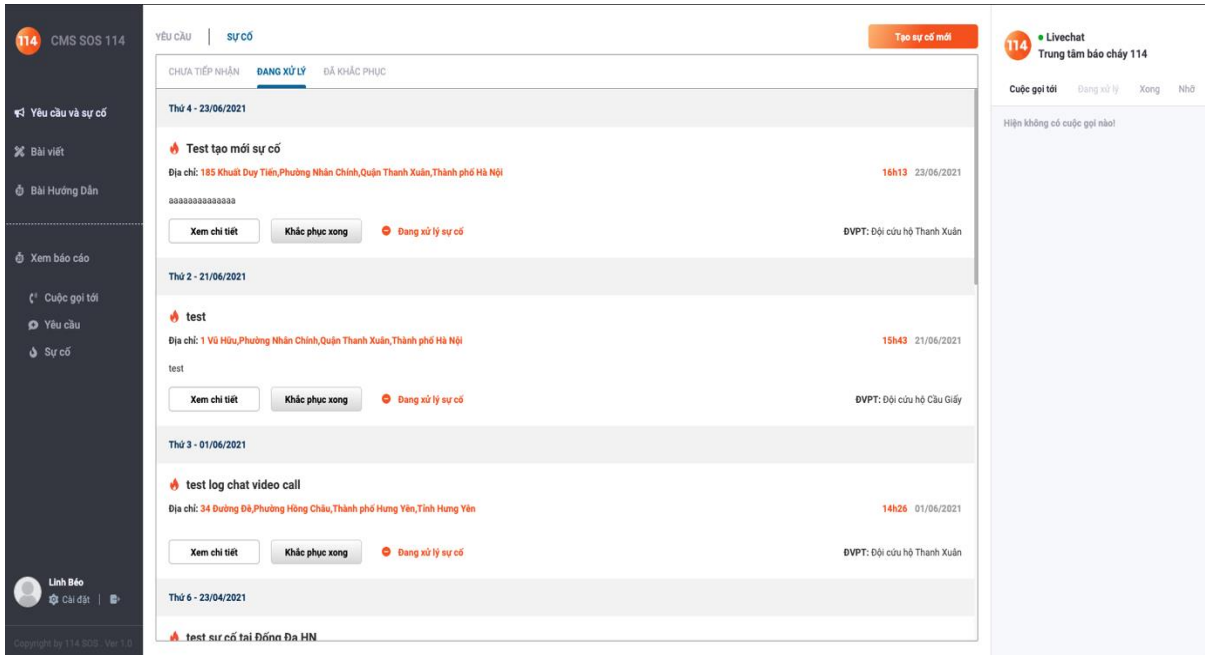 114 CMS SOS 114
Yêu cầu và sự cố
Bài viết
Bài Hướng Dẫn
Xem báo cáo
Cuộc gọi tới
Yêu cầu
Sự cố
Linh Béo
Cài đặt
Copyright by 114 SOS . Ver 1.0
YÊU CẦU SỰ CỐ
Tạo sự cố mới
CHƯA TIẾP NHẬN ĐANG XỬ LÝ ĐÃ KHẮC PHỤC
Thứ 4 - 23/06/2021
Test tạo mới sự cố
Địa chỉ: 185 Khuất Duy Tiến,Phường Nhân Chính,Quận Thanh Xuân,Thành phố Hà Nội 16h13 23/06/2021
aaaaaaaaaaaaaa
Xem chi tiết Khắc phục xong Đang xử lý sự cố ĐVPT: Đội cứu hộ Thanh Xuân
Thứ 2 - 21/06/2021
test
Địa chỉ: 1 Vũ Hữu,Phường Nhân Chính,Quận Thanh Xuân,Thành phố Hà Nội 15h43 21/06/2021
test
Xem chi tiết Khắc phục xong Đang xử lý sự cố ĐVPT: Đội cứu hộ Cầu Giấy
Thứ 3 - 01/06/2021
test log chat video call
Địa chỉ: 34 Đường Đê,Phường Hồng Châu,Thành phố Hưng Yên,Tỉnh Hưng Yên 14h26 01/06/2021
Xem chi tiết Khắc phục xong Đang xử lý sự cố ĐVPT: Đội cứu hộ Thanh Xuân
Thứ 6 - 23/04/2021
test sự cố tại Đống Đa HN
114 Livechat
Trung tâm báo cháy 114
Cuộc gọi tới Đang xử lý Xong Nhỡ
Hiện không có cuộc gọi nào!